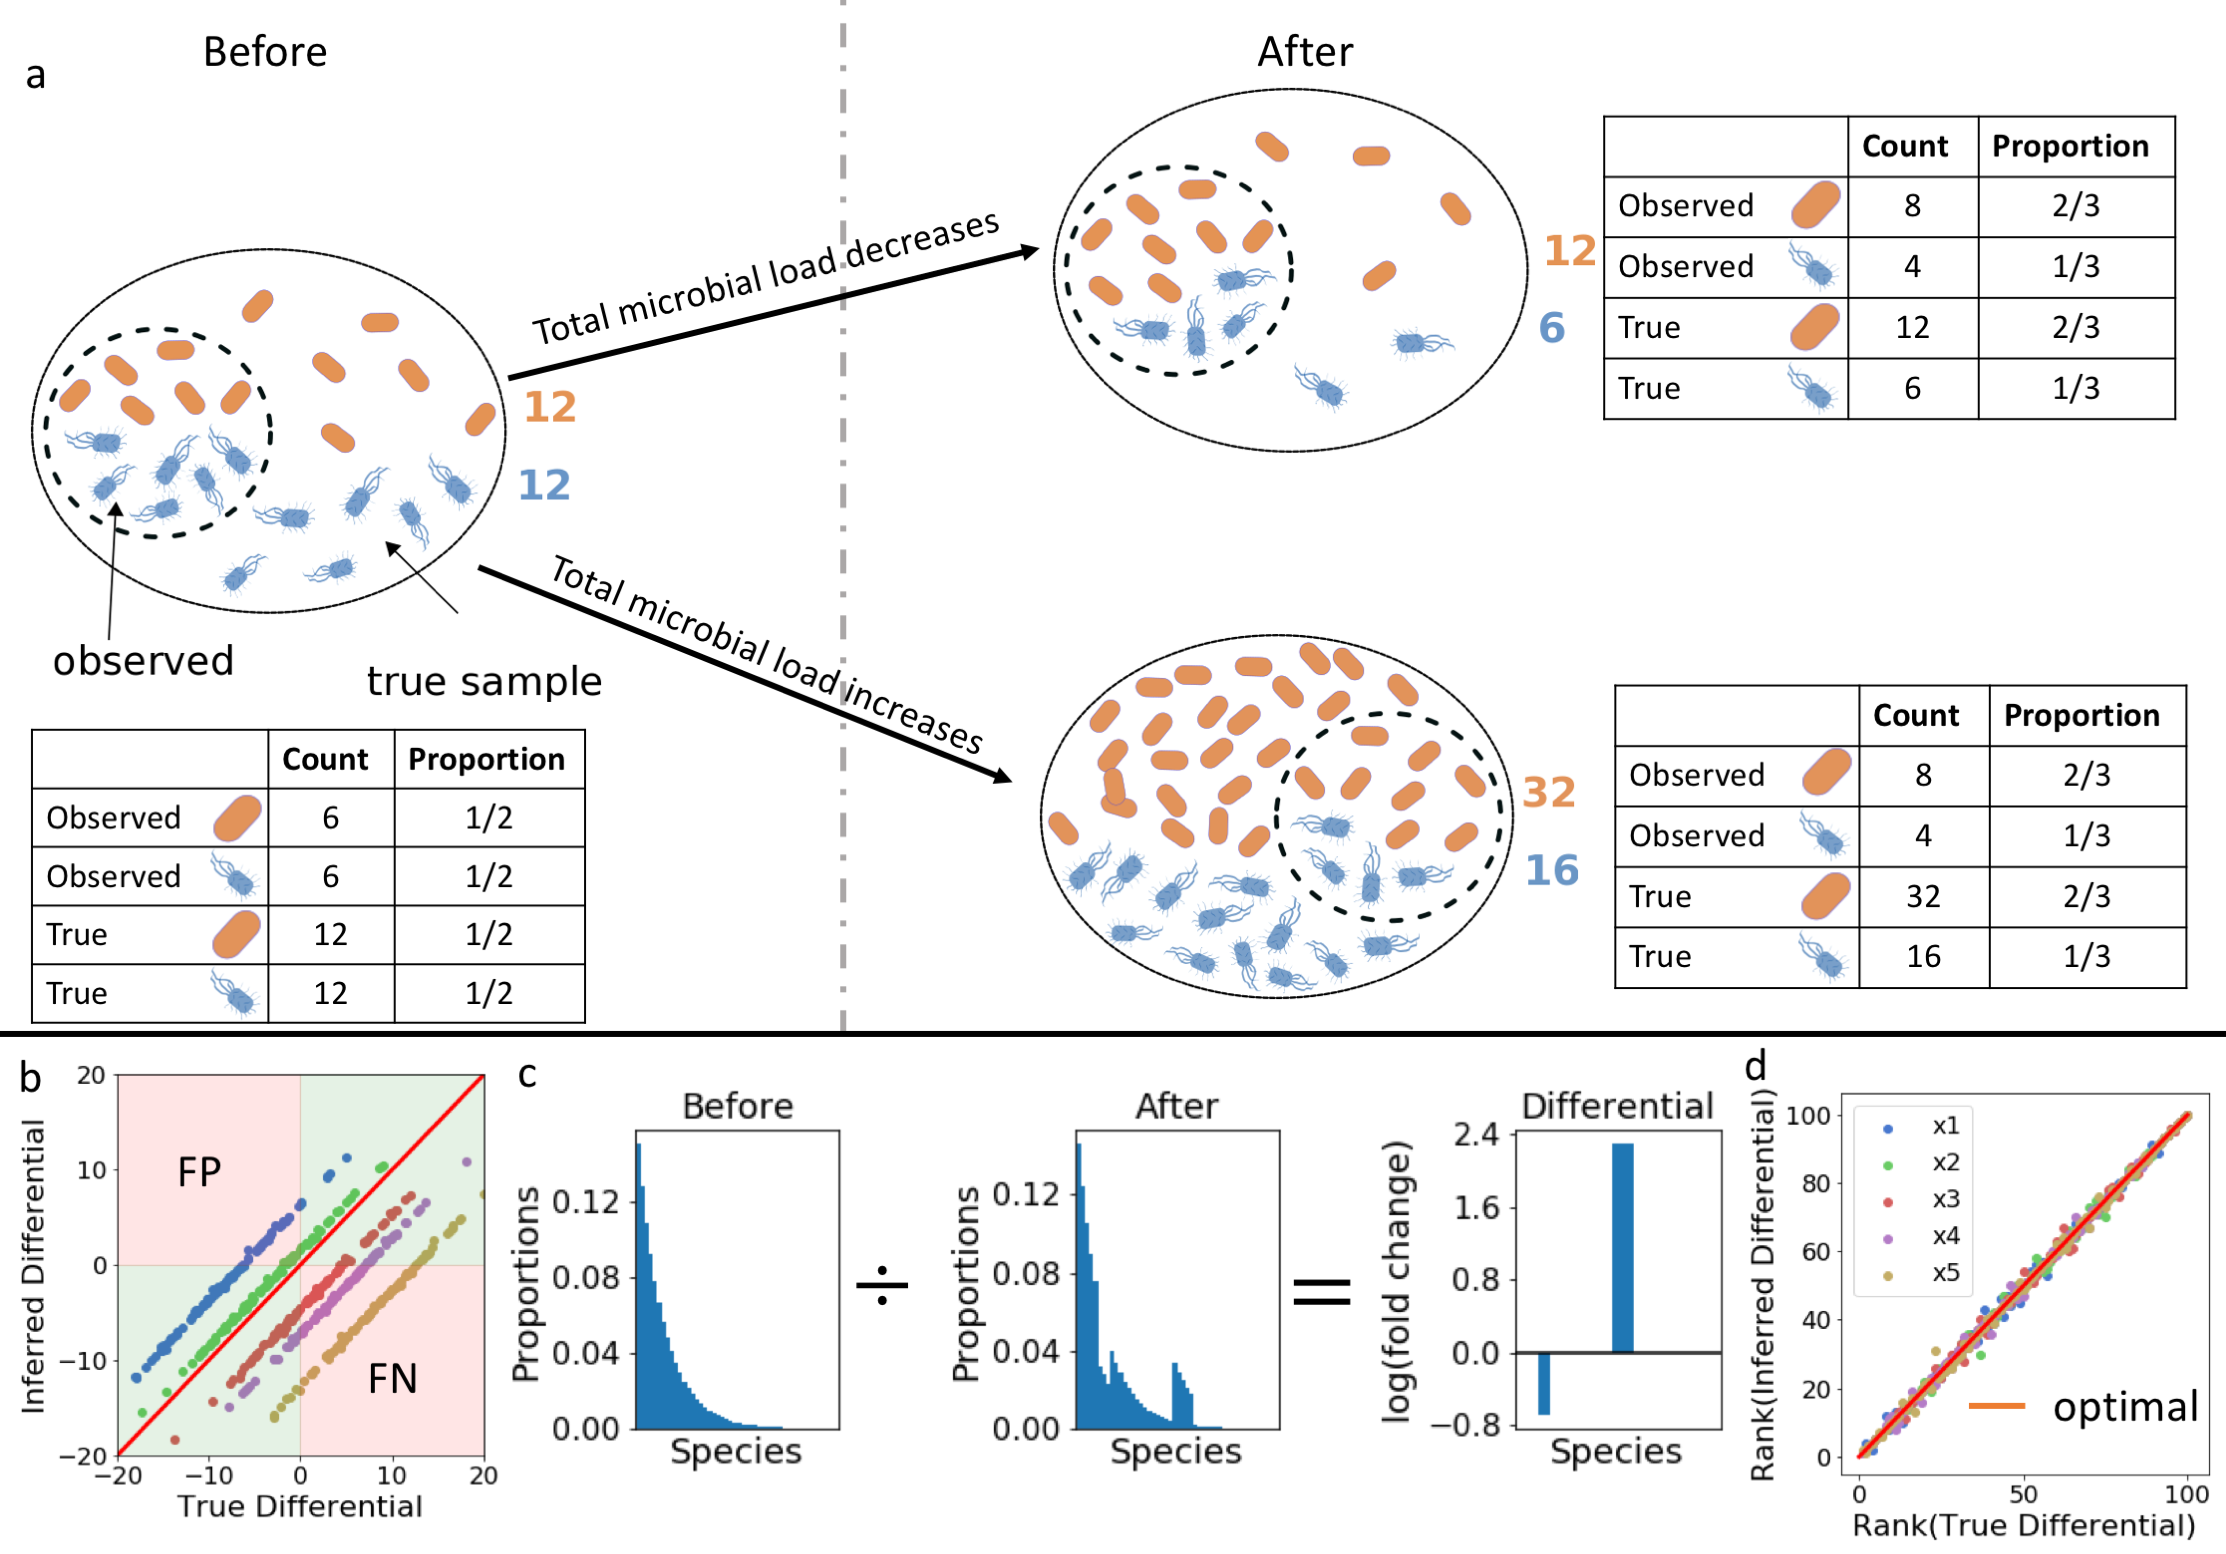 a
Before
After
Total microbial load decreases
Total microbial load increases
12
12
observed
true sample
Count Proportion
Observed 6 1/2
Observed 6 1/2
True 12 1/2
True 12 1/2
12
6
Count Proportion
Observed 8 2/3
Observed 4 1/3
True 12 2/3
True 6 1/3
32
16
Count Proportion
Observed 8 2/3
Observed 4 1/3
True 32 2/3
True 16 1/3
b
20
10
0
−10
−20
−20 −10 0 10 20
Inferred Differential
True Differential
FP
FN
c
Before
Proportions
0.12
0.08
0.04
0.00
Species
÷
After
Proportions
0.12
0.08
0.04
0.00
Species
=
Differential
log(fold change)
2.4
1.6
0.8
0.0
−0.8
Species
d
Rank(Inferred Differential)
100
80
60
40
20
0
x1
x2
x3
x4
x5
optimal
0 50 100
Rank(True Differential)